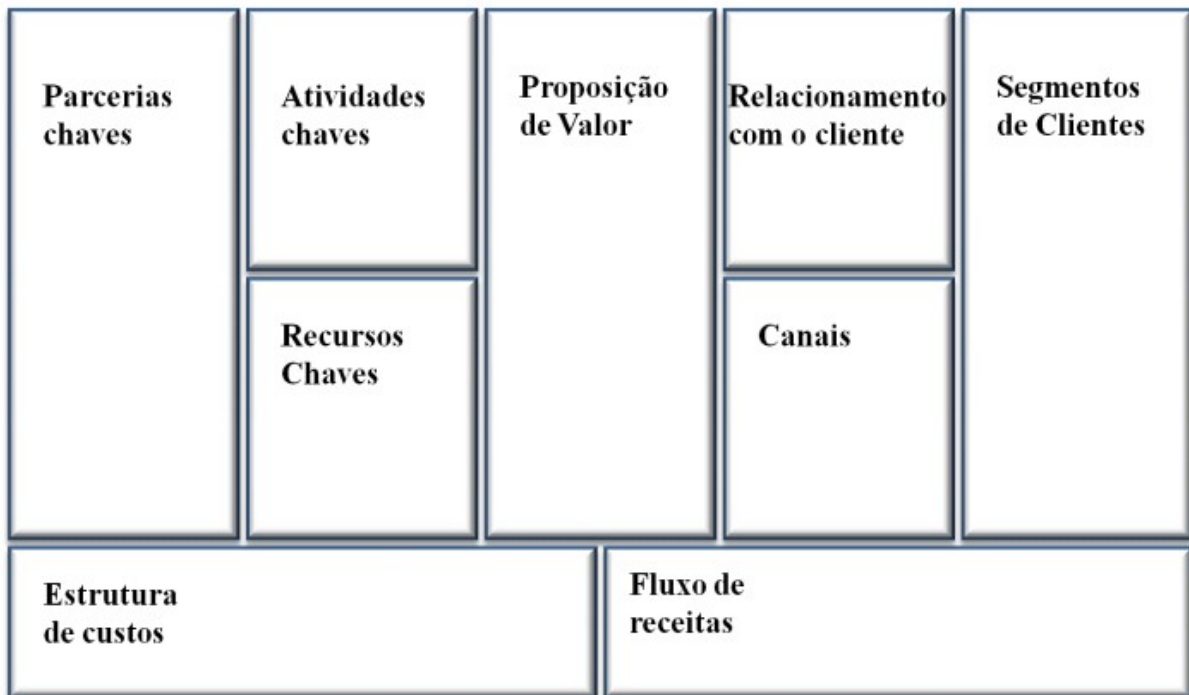 Parcerias
chaves
Atividades
chaves
Proposição
de Valor
Relacionamento
com o cliente
Segmentos
de Clientes
Recursos
Chaves
Canais
Estrutura
de custos
Fluxo de
receitas